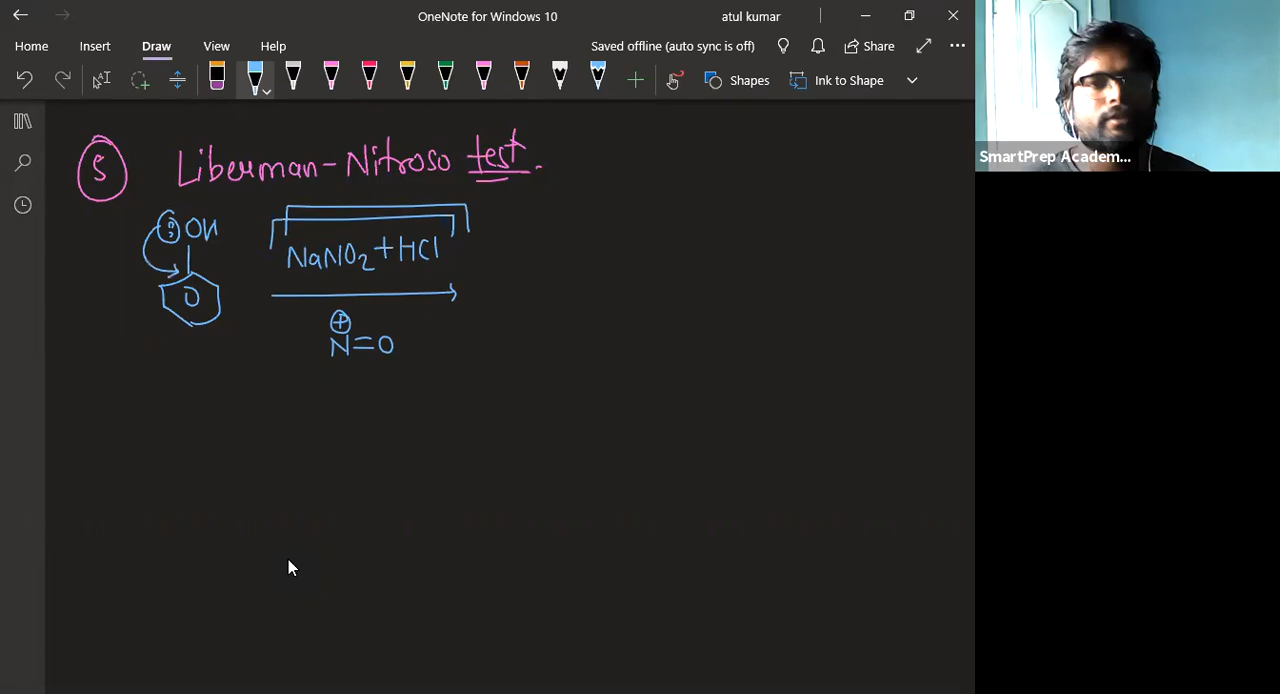 OneNote for Windows 10
atul kumar
Home Insert Draw View Help
Saved offline (auto sync is off)
Share
Shapes
Ink to Shape
SmartPrep Academ...
5 Liberman-Nitroso test.
OH
NaNO2+HCl
⊕
N=O